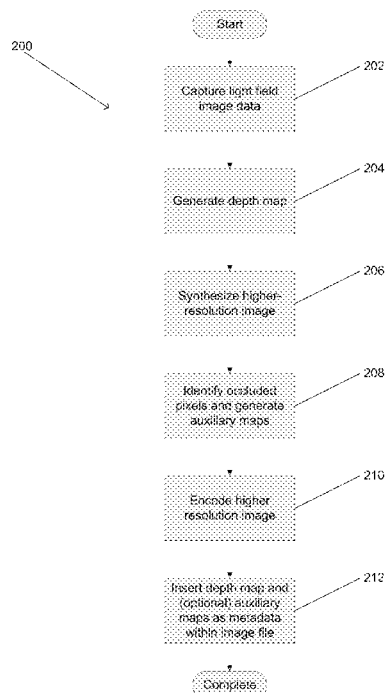 Start
200
202
Capture light field
image data
204
Generate depth map
206
Synthesize higher-
resolution image
208
Identify occluded
pixels and generate
auxiliary maps
210
Encode higher
resolution image
212
Insert depth map and
(optional) auxiliary
maps as metadata
within image file
Complete